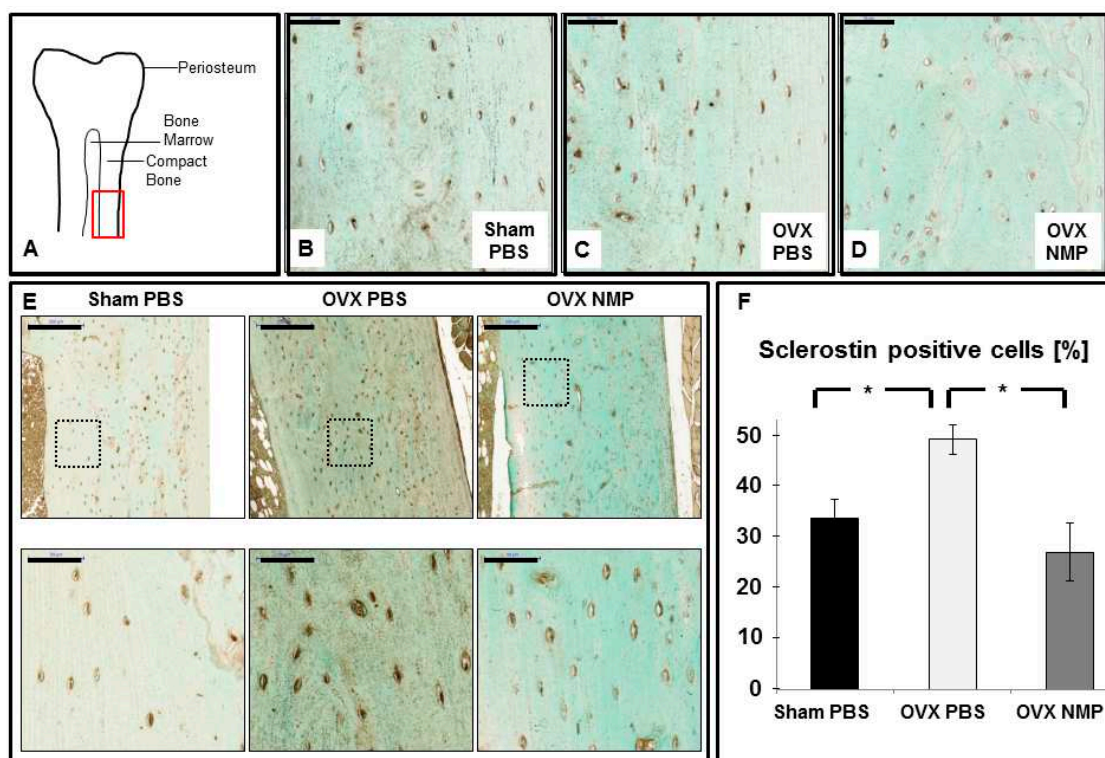 Periosteum
Bone
Marrow
Compact
Bone
A
Sham
PBS
B
OVX
PBS
C
OVX
NMP
D
E
Sham PBS
OVX PBS
OVX NMP
F
Sclerostin positive cells [%]
*
*
50
40
30
20
10
0
Sham PBS
OVX PBS
OVX NMP